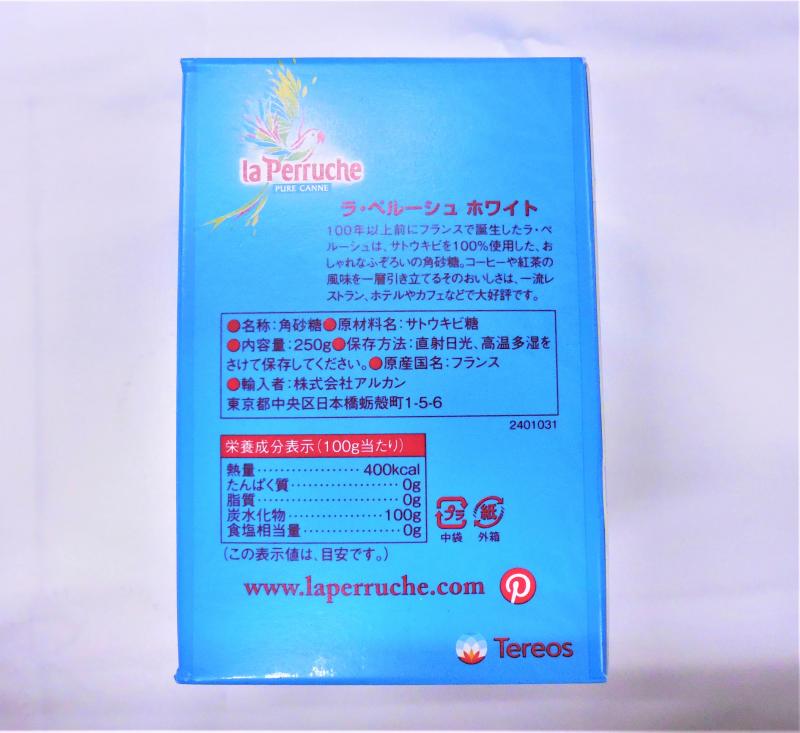 la Perruche
PURE CANNE
ラ・ペルーシュ ホワイト
100年以上前にフランスで誕生したラ・ペ
ルーシュは、サトウキビを100%使用した、お
しゃれなふぞろいの角砂糖。コーヒーや紅茶の
風味を一層引き立てるそのおいしさは、一流レ
ストラン、ホテルやカフェなどで大好評です。
●名称:角砂糖●原材料名:サトウキビ糖
●内容量:250g●保存方法:直射日光、高温多湿を
さけて保存してください。●原産国名:フランス
●輸入者:株式会社アルカン
東京都中央区日本橋蛎殻町1-5-6
2401031
栄養成分表示(100g当たり)
熱量………………400kcal
たんぱく質…………………0g
脂質………………………0g
炭水化物………………100g
食塩相当量………………0g
プラ 紙
中袋 外箱
(この表示値は、目安です。)
www.laperruche.com
Tereos